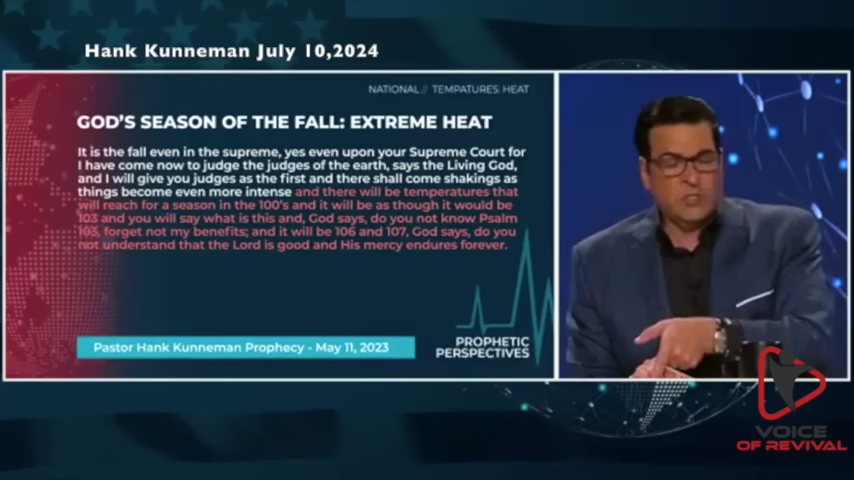 Hank Kunneman July 10,2024
NATIONAL // TEMPATURES: HEAT
GOD'S SEASON OF THE FALL: EXTREME HEAT
It is the fall even in the supreme, yes even upon your Supreme Court for
I have come now to judge the judges of the earth, says the Living God,
and I will give you judges as the first and there shall come shakings as
things become even more intense and there will be temperatures that
will reach for a season in the 100's and it will be as though it would be
103 and you will say what is this and, God says, do you not know Psalm
103, forget not my benefits; and it will be 106 and 107, God says, do you
not understand that the Lord is good and His mercy endures forever.
Pastor Hank Kunneman Prophecy - May 11, 2023
PROPHETIC
PERSPECTIVES
VOICE
OF REVIVAL